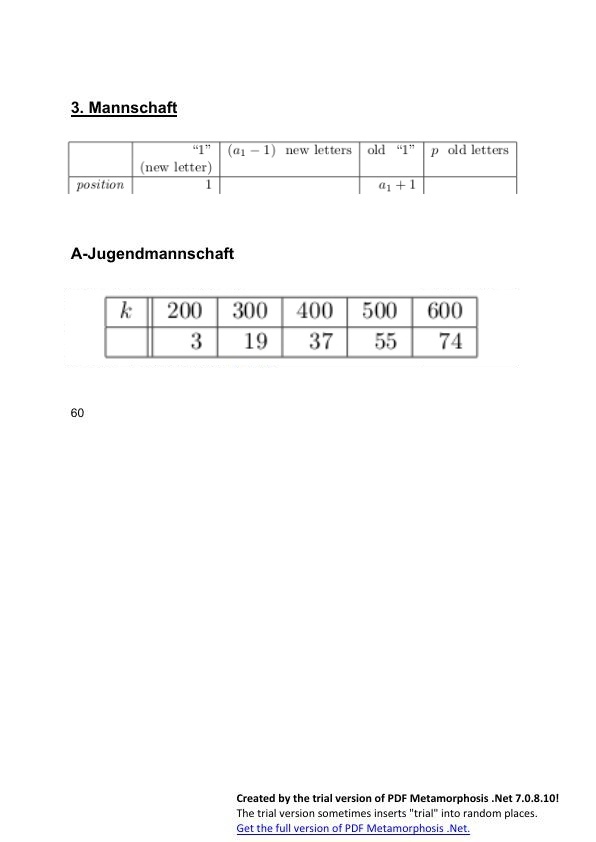 3. Mannschaft
“1” (a₁ − 1) new letters old “1” p old letters
(new letter)
position 1 a₁ + 1
A-Jugendmannschaft
k 200 300 400 500 600
3 19 37 55 74
60
Created by the trial version of PDF Metamorphosis .Net 7.0.8.10!
The trial version sometimes inserts "trial" into random places.
Get the full version of PDF Metamorphosis .Net.